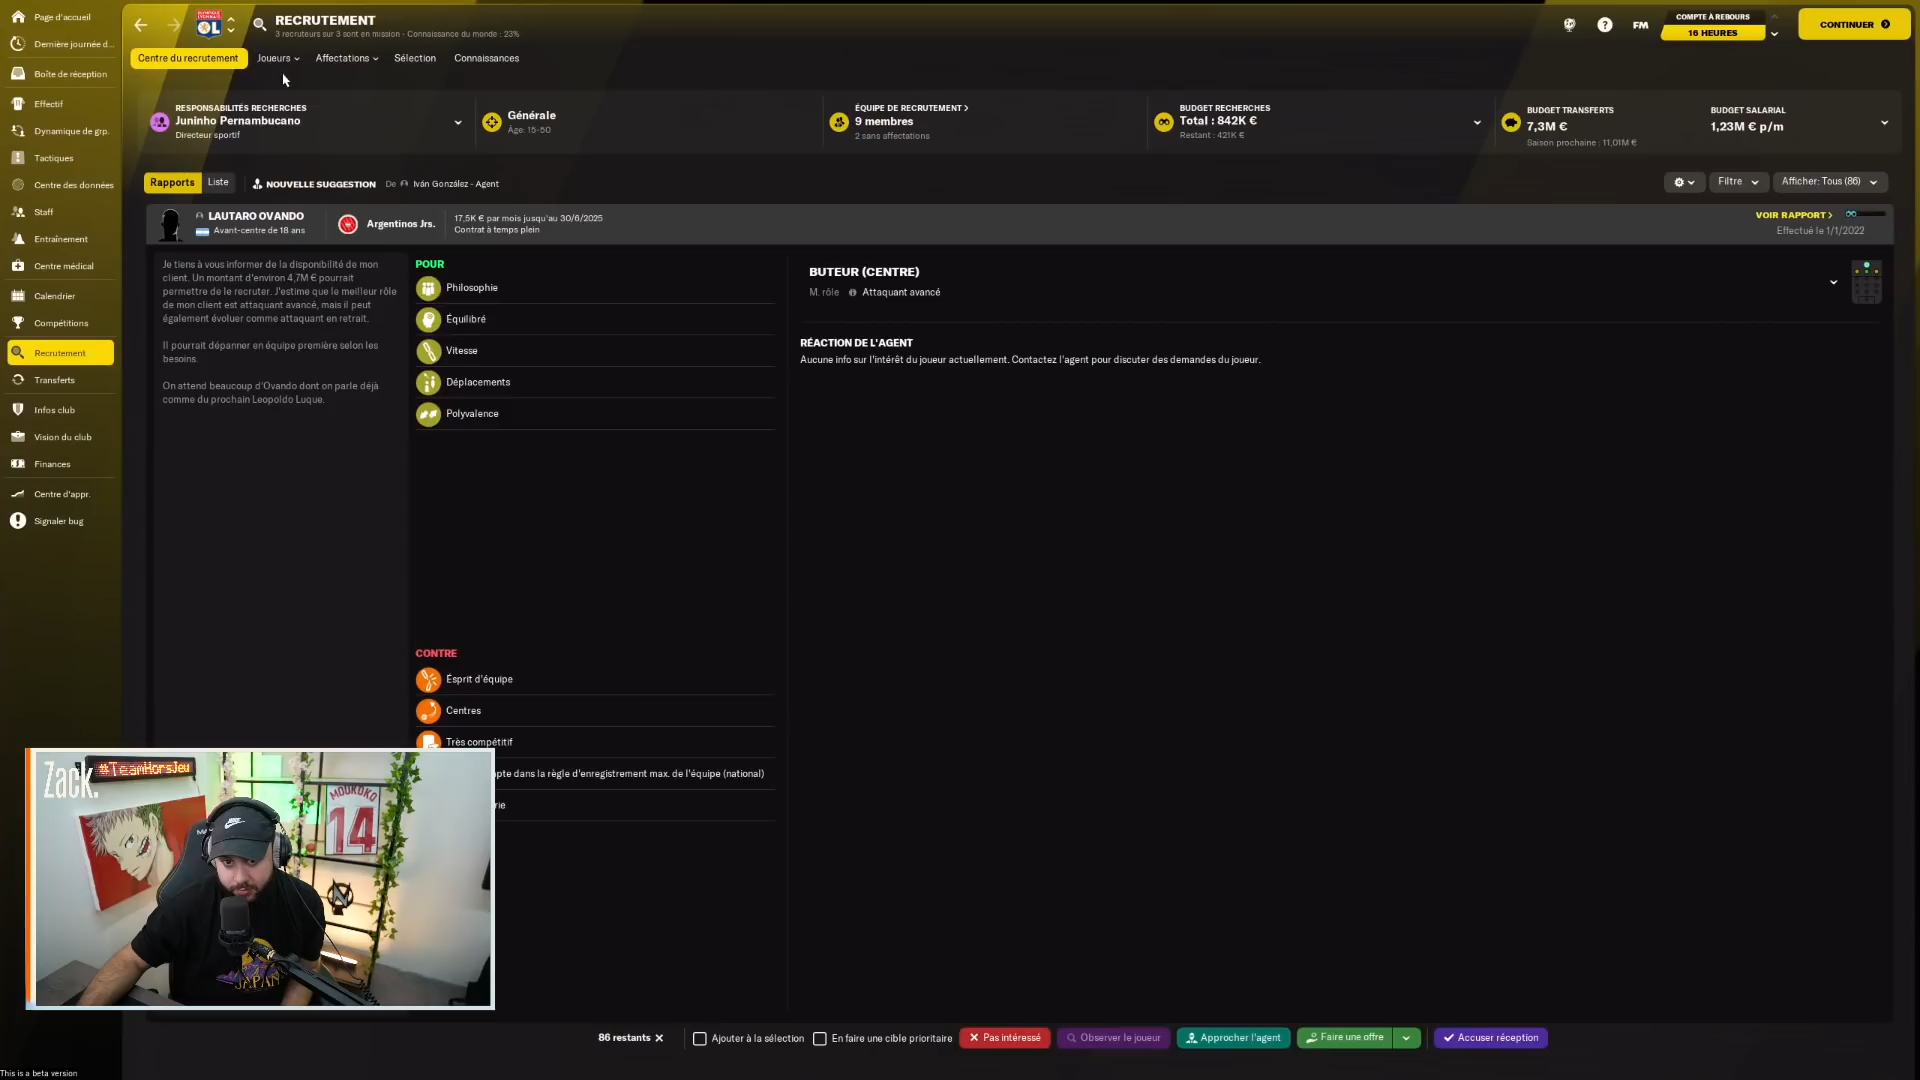 Page d'accueil
Dernière journée d...
Boîte de réception
Effectif
Dynamique de grp.
Tactiques
Centre des données
Staff
Entraînement
Centre médical
Calendrier
Compétitions
Recrutement
Transferts
Infos club
Vision du club
Finances
Centre d'appr.
Signaler bug
This is a beta version
OL
RECRUTEMENT
3 recruteurs sur 3 sont en mission - Connaissance du monde : 23%
FM
COMPTE À REBOURS
16 HEURES
CONTINUER
Centre du recrutement
Joueurs
Affectations
Sélection
Connaissances
RESPONSABILITÉS RECHERCHES
Juninho Pernambucano
Directeur sportif
Générale
Âge: 15-50
ÉQUIPE DE RECRUTEMENT >
9 membres
2 sans affectations
BUDGET RECHERCHES
Total : 842K €
Restant : 421K €
BUDGET TRANSFERTS
7,3M €
Saison prochaine : 11,01M €
BUDGET SALARIAL
1,23M € p/m
Rapports
Liste
NOUVELLE SUGGESTION
De Iván González - Agent
Filtre
Afficher: Tous (86)
LAUTARO OVANDO
Avant-centre de 18 ans
Argentinos Jrs.
17,5K € par mois jusqu'au 30/6/2025
Contrat à temps plein
VOIR RAPPORT >
Effectué le 1/1/2022
Je tiens à vous informer de la disponibilité de mon
client. Un montant d'environ 4,7M € pourrait
permettre de le recruter. J'estime que le meilleur rôle
de mon client est attaquant avancé, mais il peut
également évoluer comme attaquant en retrait.
Il pourrait dépanner en équipe première selon les
besoins.
On attend beaucoup d'Ovando dont on parle déjà
comme du prochain Leopoldo Luque.
POUR
Philosophie
Équilibré
Vitesse
Déplacements
Polyvalence
CONTRE
Esprit d'équipe
Centres
Très compétitif
pte dans la règle d'enregistrement max. de l'équipe (national)
rie
BUTEUR (CENTRE)
M. rôle Attaquant avancé
RÉACTION DE L'AGENT
Aucune info sur l'intérêt du joueur actuellement. Contactez l'agent pour discuter des demandes du joueur.
Zack.
#TeamHorsJeu
MOUKOKO
14
JAPAN
86 restants
Ajouter à la sélection
En faire une cible prioritaire
Pas intéressé
Observer le joueur
Approcher l'agent
Faire une offre
Accuser réception